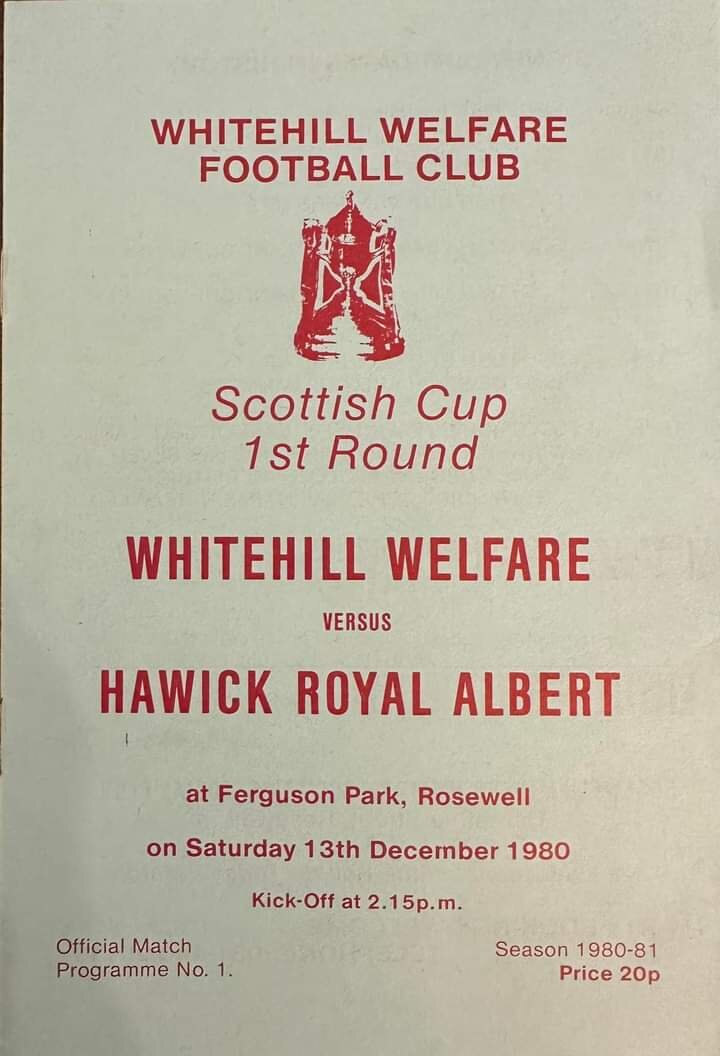 WHITEHILL WELFARE
FOOTBALL CLUB
Scottish Cup
1st Round
WHITEHILL WELFARE
VERSUS
HAWICK ROYAL ALBERT
at Ferguson Park, Rosewell
on Saturday 13th December 1980
Kick-Off at 2.15p.m.
Official Match
Programme No. 1.
Season 1980-81
Price 20p